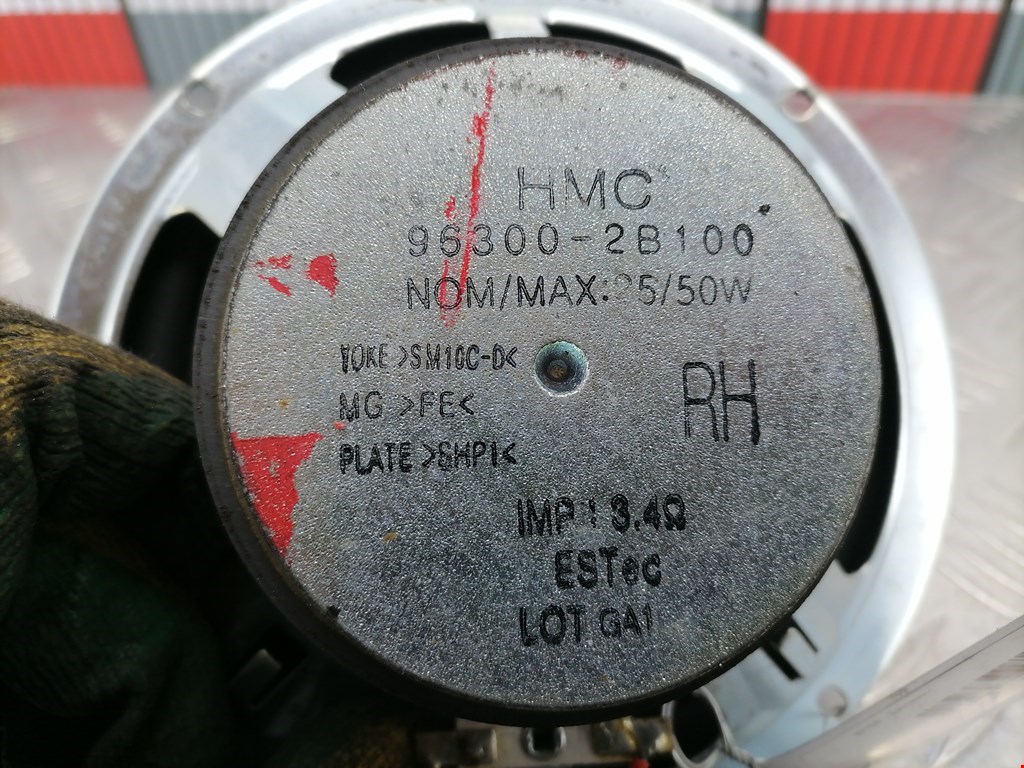 HMC
96300-2B100
NOM/MAX: 5/50W
YOKE >SM10C-D<
MG >FE<
PLATE >SHP1<
RH
IMP : 3.4Ω
ESTec
LOT GA1